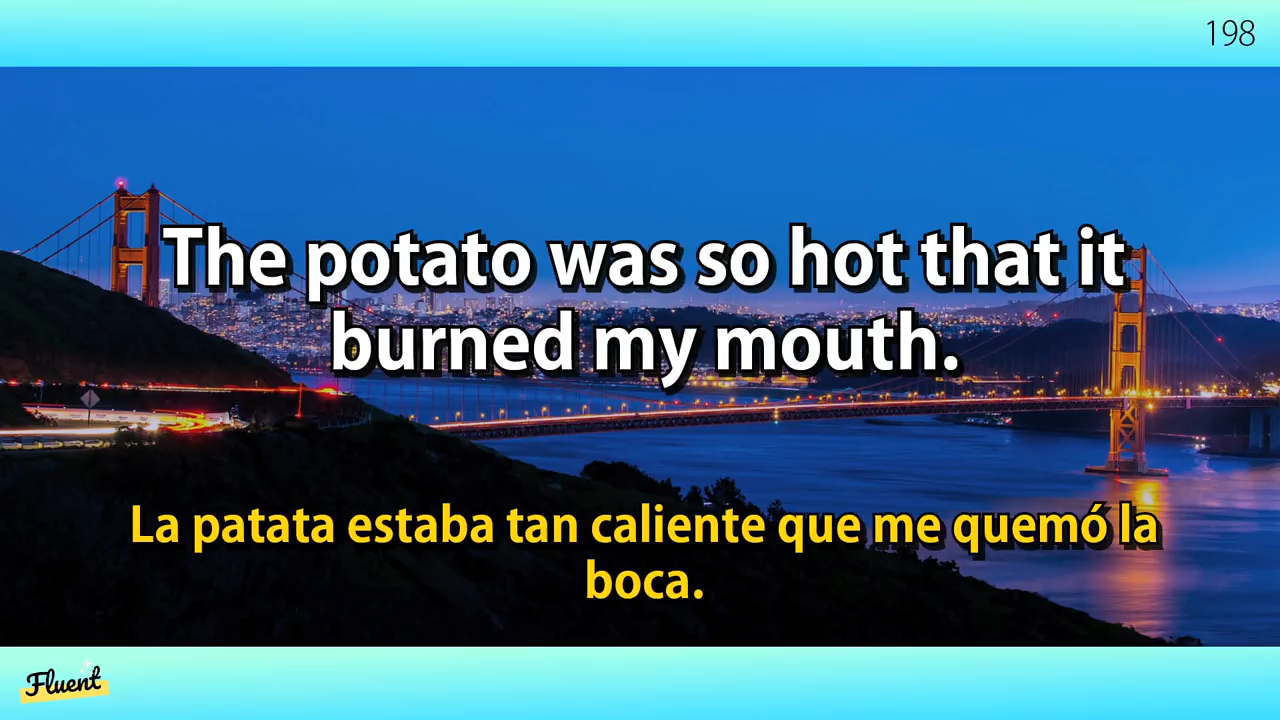 198
The potato was so hot that it
burned my mouth.
La patata estaba tan caliente que me quemó la
boca.
Fluent